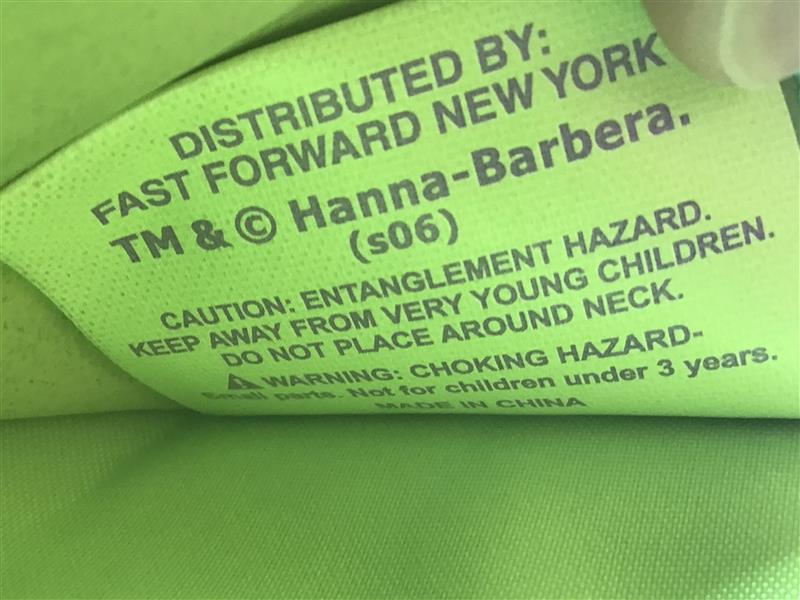 DISTRIBUTED BY:
FAST FORWARD NEW YORK
TM & © Hanna-Barbera.
(s06)
CAUTION: ENTANGLEMENT HAZARD.
KEEP AWAY FROM VERY YOUNG CHILDREN.
DO NOT PLACE AROUND NECK.
⚠ WARNING: CHOKING HAZARD-
Small parts. Not for children under 3 years.
MADE IN CHINA